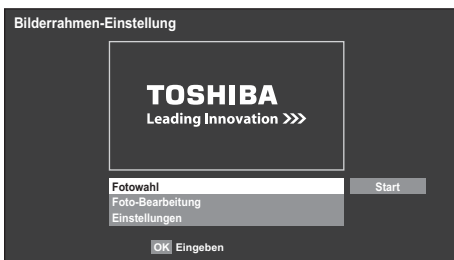 Bilderrahmen-Einstellung
TOSHIBA
Leading Innovation >>>
Fotowahl Start
Foto-Bearbeitung
Einstellungen
OK Eingeben